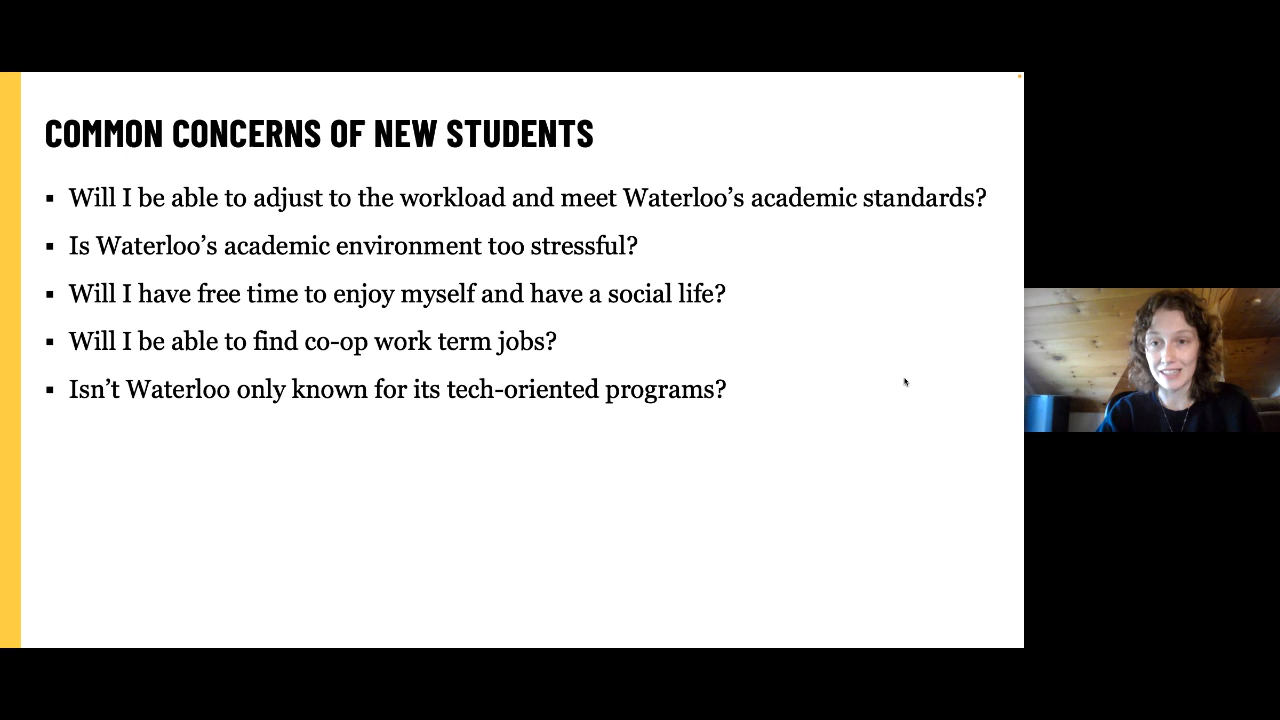 COMMON CONCERNS OF NEW STUDENTS
▪ Will I be able to adjust to the workload and meet Waterloo’s academic standards?
▪ Is Waterloo’s academic environment too stressful?
▪ Will I have free time to enjoy myself and have a social life?
▪ Will I be able to find co-op work term jobs?
▪ Isn’t Waterloo only known for its tech-oriented programs?